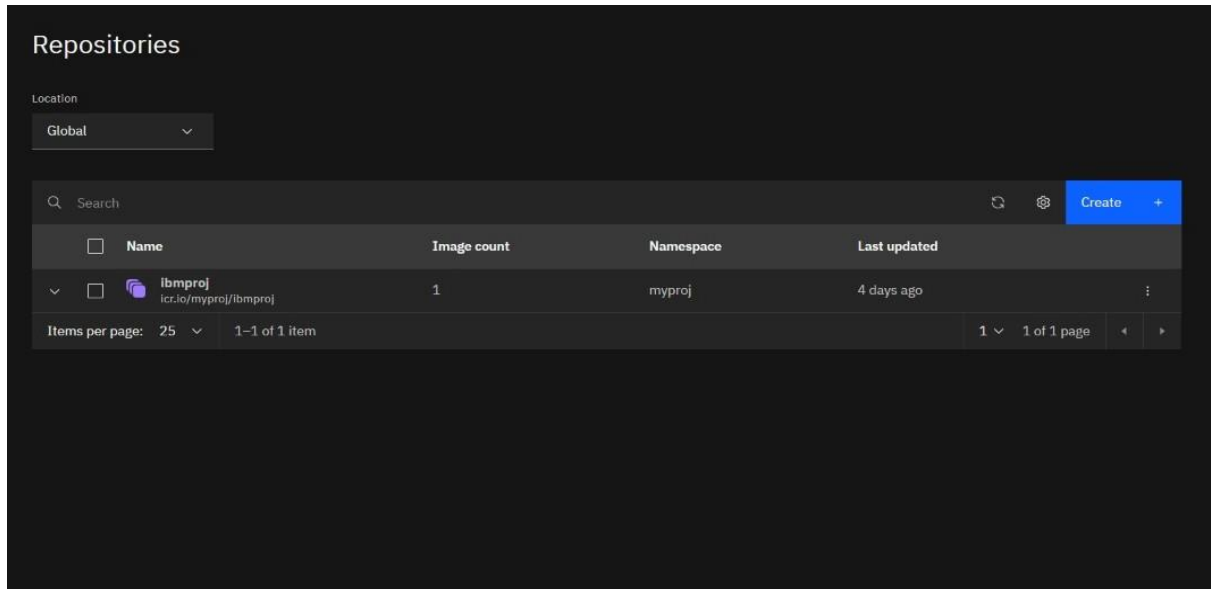 Repositories
Location
Global
Search
Create +
Name Image count Namespace Last updated
ibmproj
icr.io/myproj/ibmproj
1 myproj 4 days ago
Items per page: 25 1–1 of 1 item 1 1 of 1 page